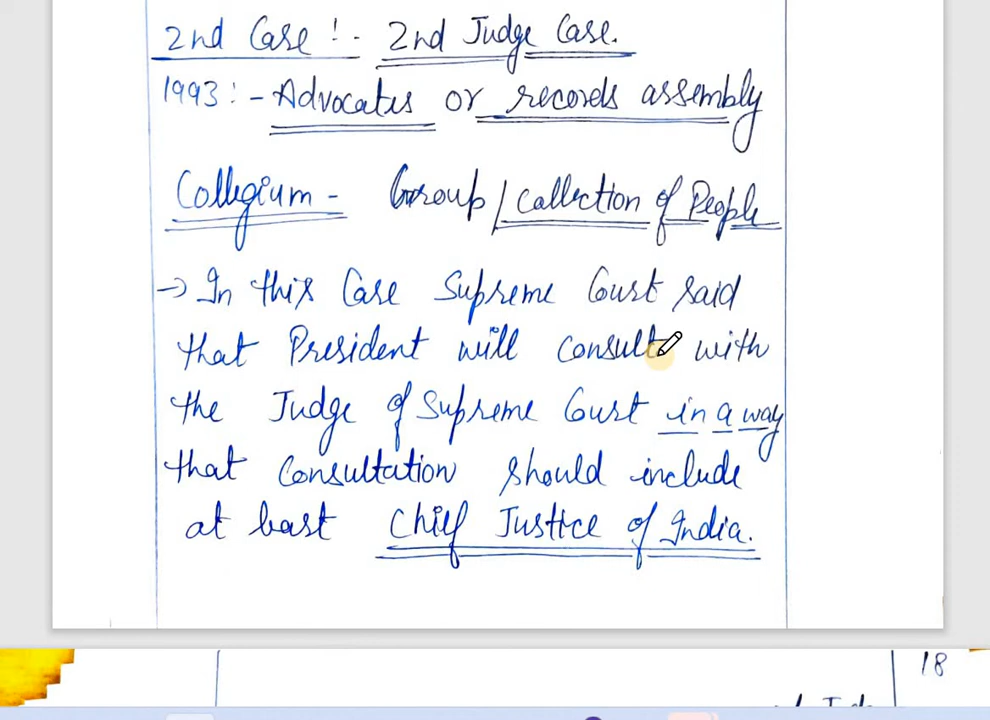 2nd Case :- 2nd Judge Case.
1993 :- Advocates or records assembly
Collegium - Group / Collection of People
→ In this Case Supreme Court said
that President will consult with
the Judge of Supreme Court in a way
that Consultation should include
at least Chief Justice of India.
18